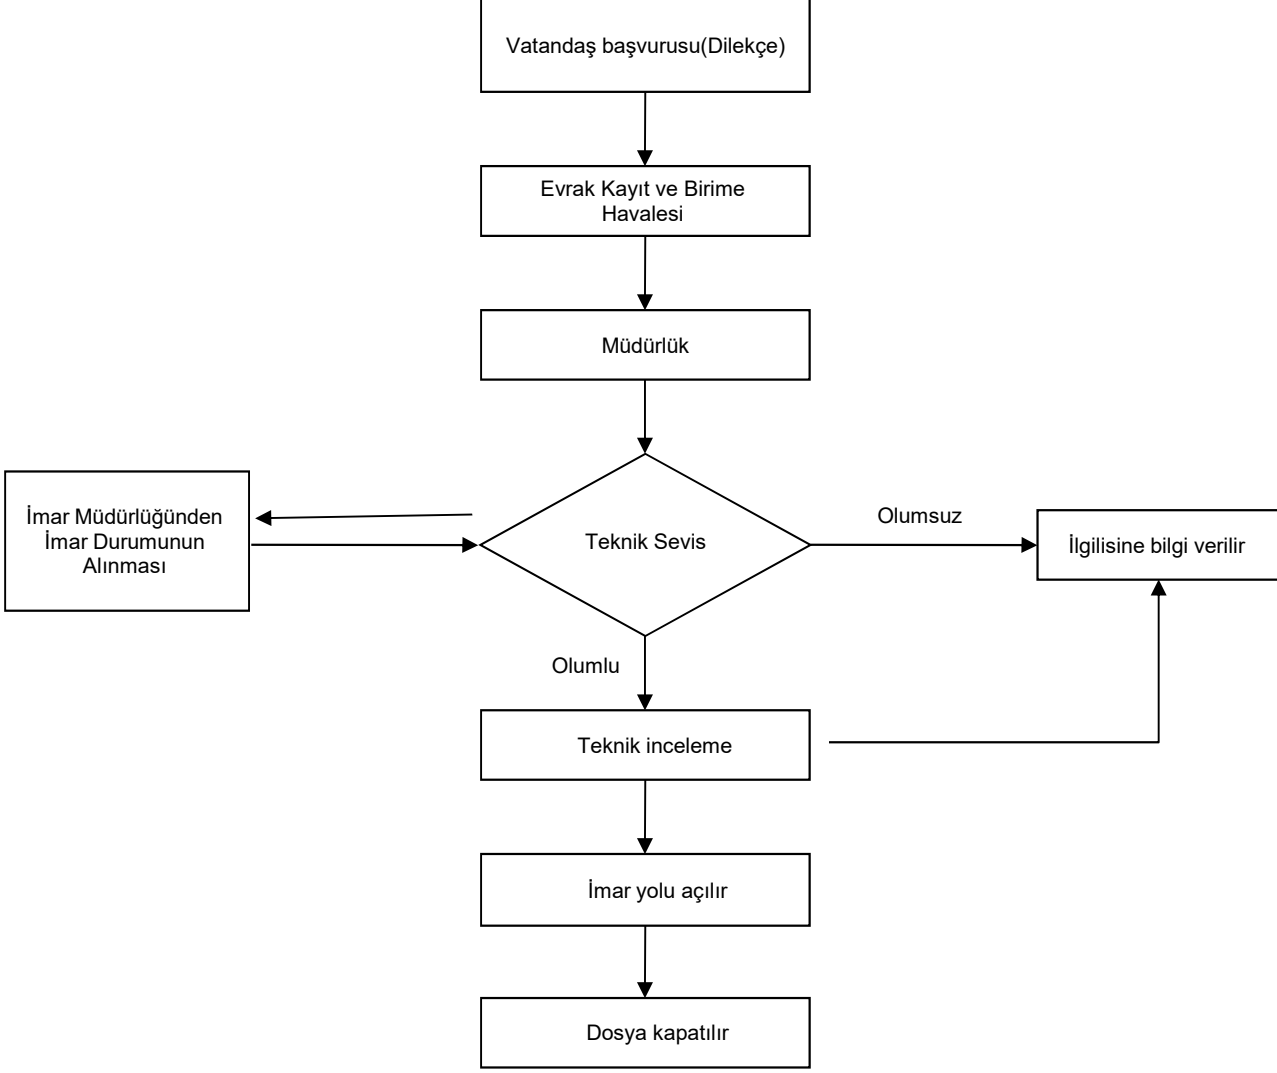 Vatandaş başvurusu(Dilekçe)
Evrak Kayıt ve Birime
Havalesi
Müdürlük
İmar Müdürlüğünden
İmar Durumunun
Alınması
Teknik Sevis
Olumsuz
İlgilisine bilgi verilir
Olumlu
Teknik inceleme
İmar yolu açılır
Dosya kapatılır